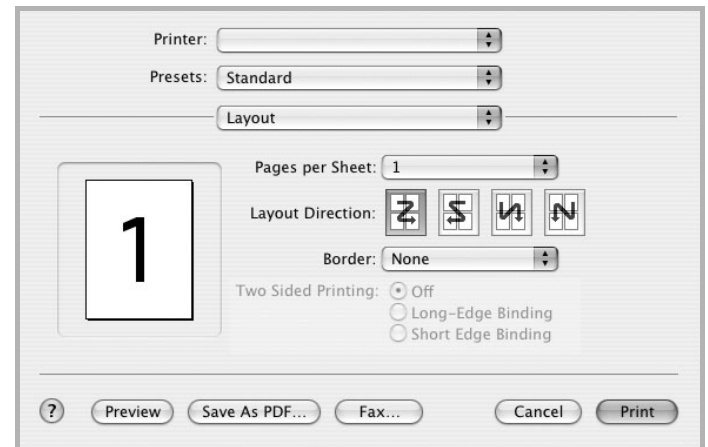 Printer:
Presets: Standard
Layout
Pages per Sheet: 1
1
Layout Direction:
Border: None
Two Sided Printing: Off
Long-Edge Binding
Short Edge Binding
? Preview Save As PDF... Fax... Cancel Print